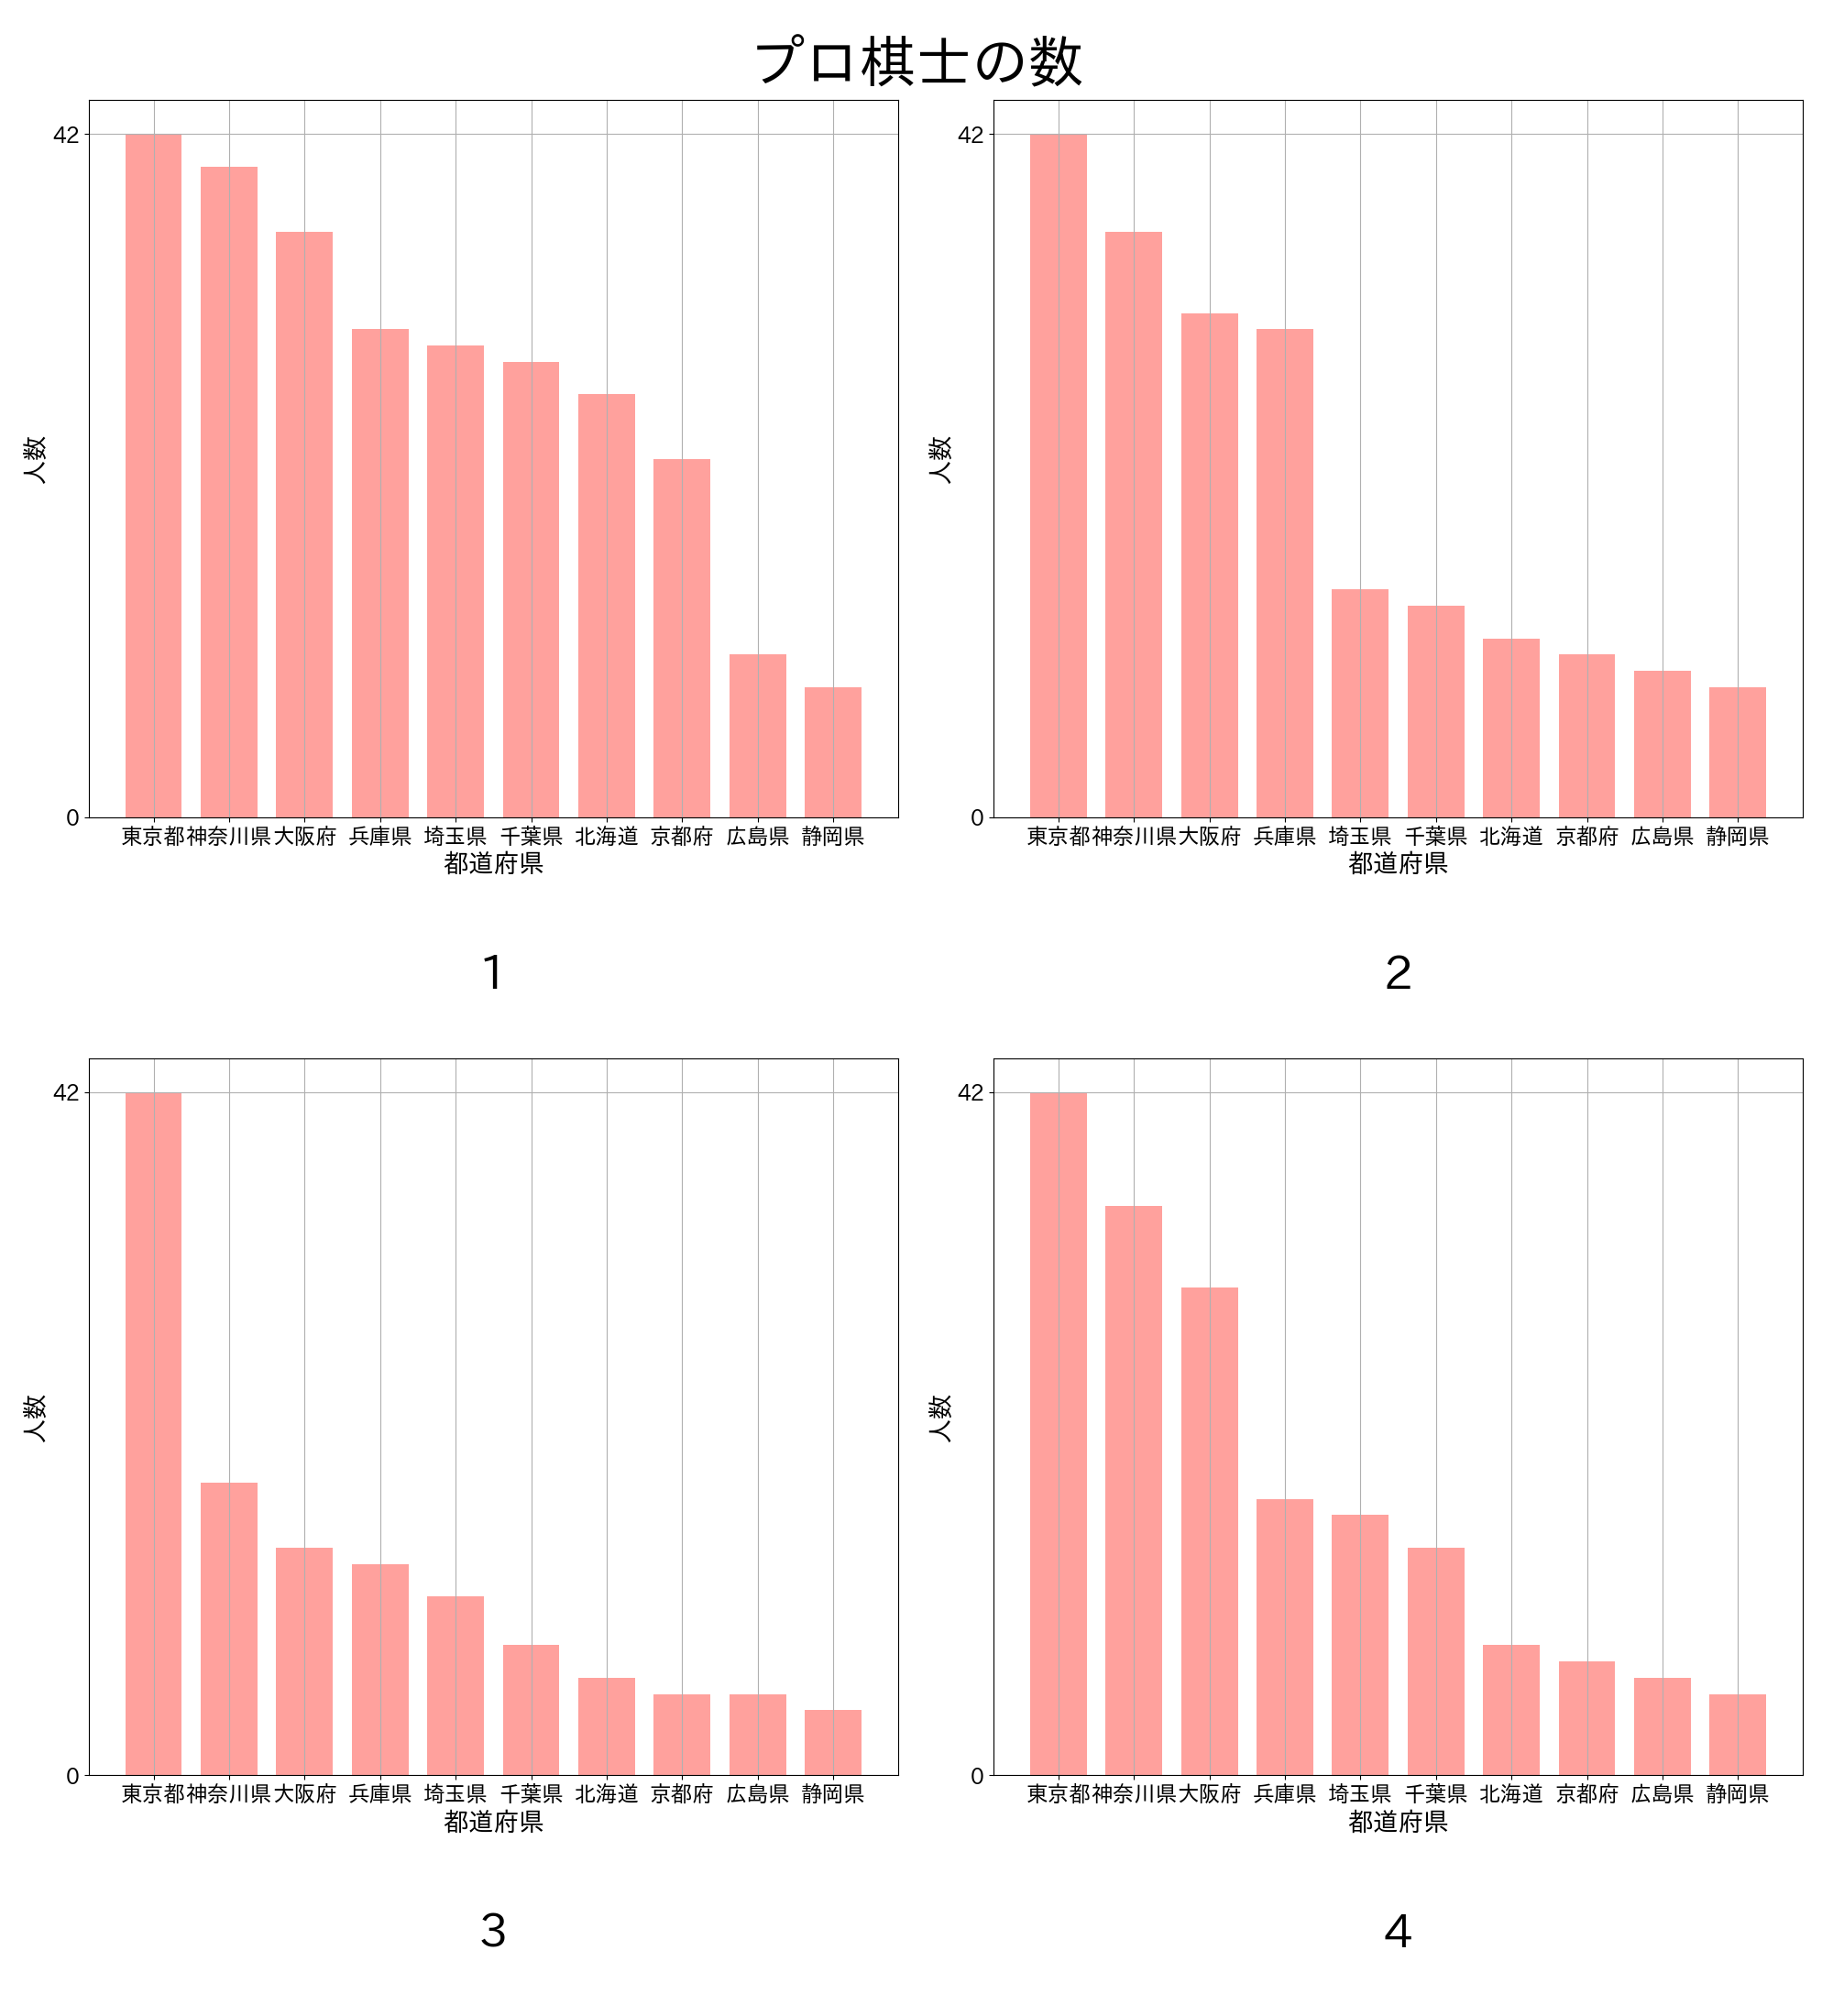 プロ棋士の数
42
0
人数
東京都 神奈川県 大阪府 兵庫県 埼玉県 千葉県 北海道 京都府 広島県 静岡県
都道府県
1
42
0
人数
東京都 神奈川県 大阪府 兵庫県 埼玉県 千葉県 北海道 京都府 広島県 静岡県
都道府県
2
42
0
人数
東京都 神奈川県 大阪府 兵庫県 埼玉県 千葉県 北海道 京都府 広島県 静岡県
都道府県
3
42
0
人数
東京都 神奈川県 大阪府 兵庫県 埼玉県 千葉県 北海道 京都府 広島県 静岡県
都道府県
4